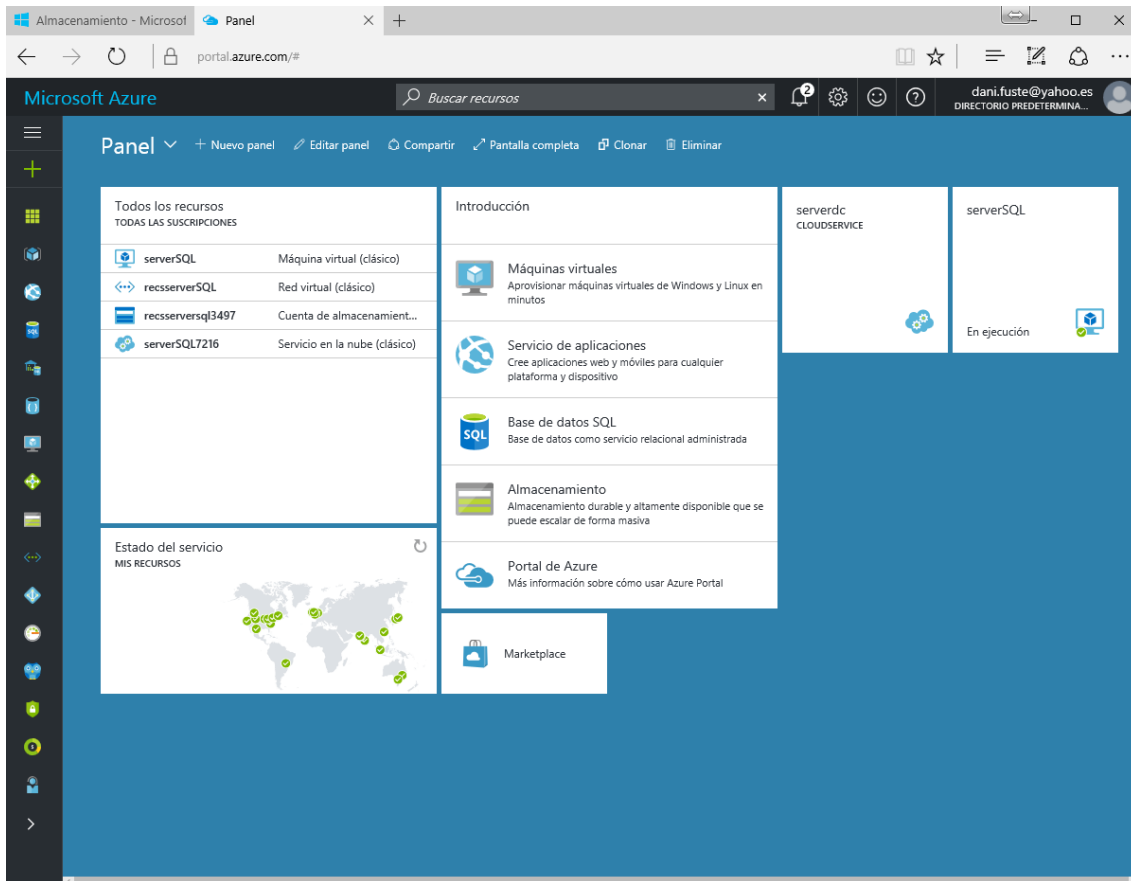 Almacenamiento - Microsof
Panel
portal.azure.com/#
Microsoft Azure
Buscar recursos
2
dani.fuste@yahoo.es
DIRECTORIO PREDETERMINA...
Panel
Nuevo panel
Editar panel
Compartir
Pantalla completa
Clonar
Eliminar
Todos los recursos
TODAS LAS SUSCRIPCIONES
serverSQL Máquina virtual (clásico)
recsserverSQL Red virtual (clásico)
recsserversql3497 Cuenta de almacenamient...
serverSQL7216 Servicio en la nube (clásico)
Estado del servicio
MIS RECURSOS
Introducción
Máquinas virtuales
Aprovisionar máquinas virtuales de Windows y Linux en
minutos
Servicio de aplicaciones
Cree aplicaciones web y móviles para cualquier
plataforma y dispositivo
SQL
Base de datos SQL
Base de datos como servicio relacional administrada
Almacenamiento
Almacenamiento durable y altamente disponible que se
puede escalar de forma masiva
Portal de Azure
Más información sobre cómo usar Azure Portal
Marketplace
serverdc
CLOUDSERVICE
serverSQL
En ejecución